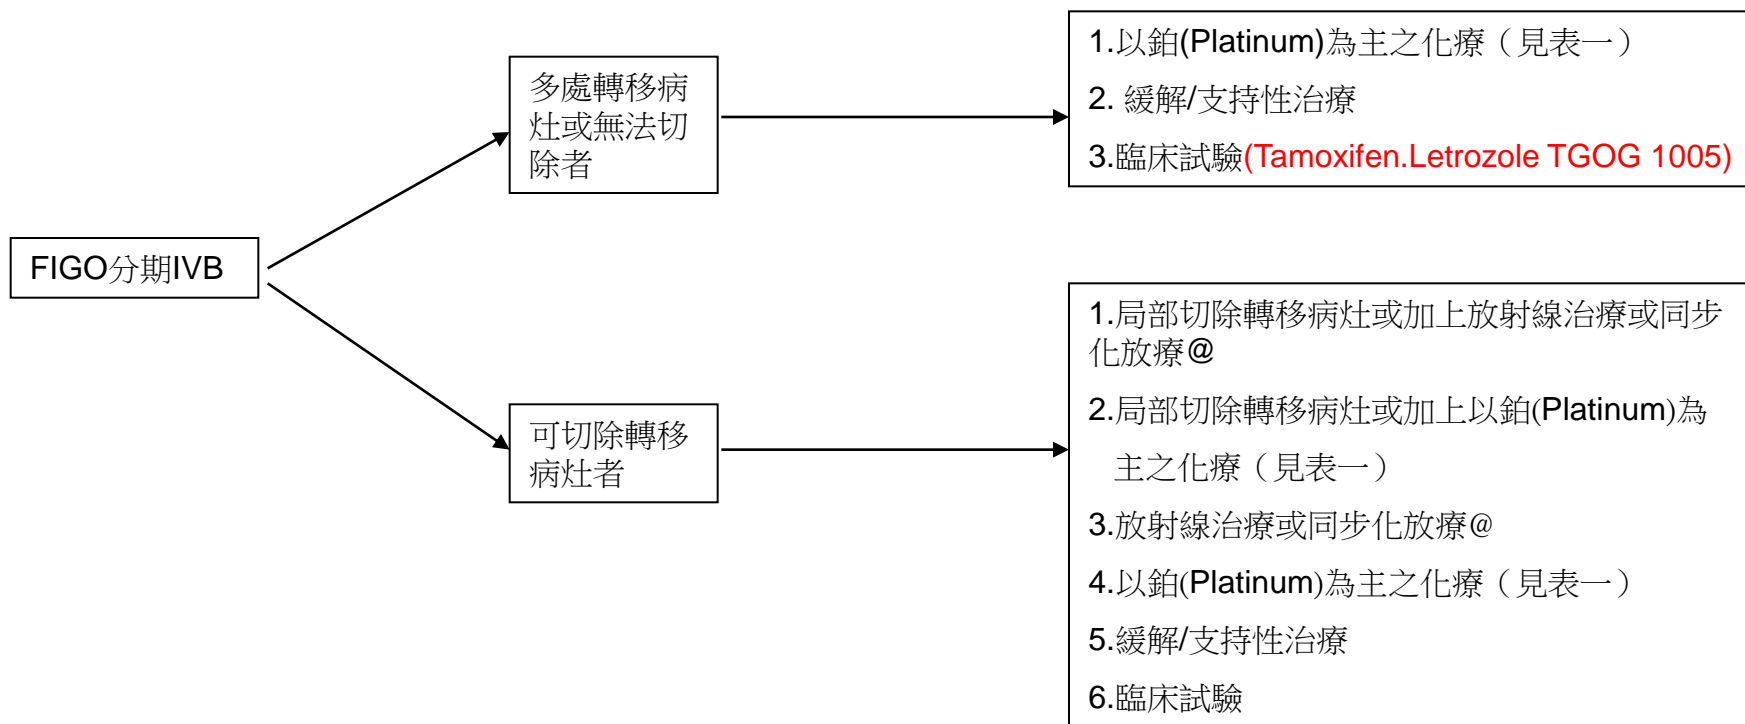 FIGO分期IVB
多處轉移病
灶或無法切
除者
1.以鉑(Platinum)為主之化療（見表一）
2. 緩解/支持性治療
3.臨床試驗(Tamoxifen.Letrozole TGOG 1005)
可切除轉移
病灶者
1.局部切除轉移病灶或加上放射線治療或同步
化放療@
2.局部切除轉移病灶或加上以鉑(Platinum)為
主之化療（見表一）
3.放射線治療或同步化放療@
4.以鉑(Platinum)為主之化療（見表一）
5.緩解/支持性治療
6.臨床試驗